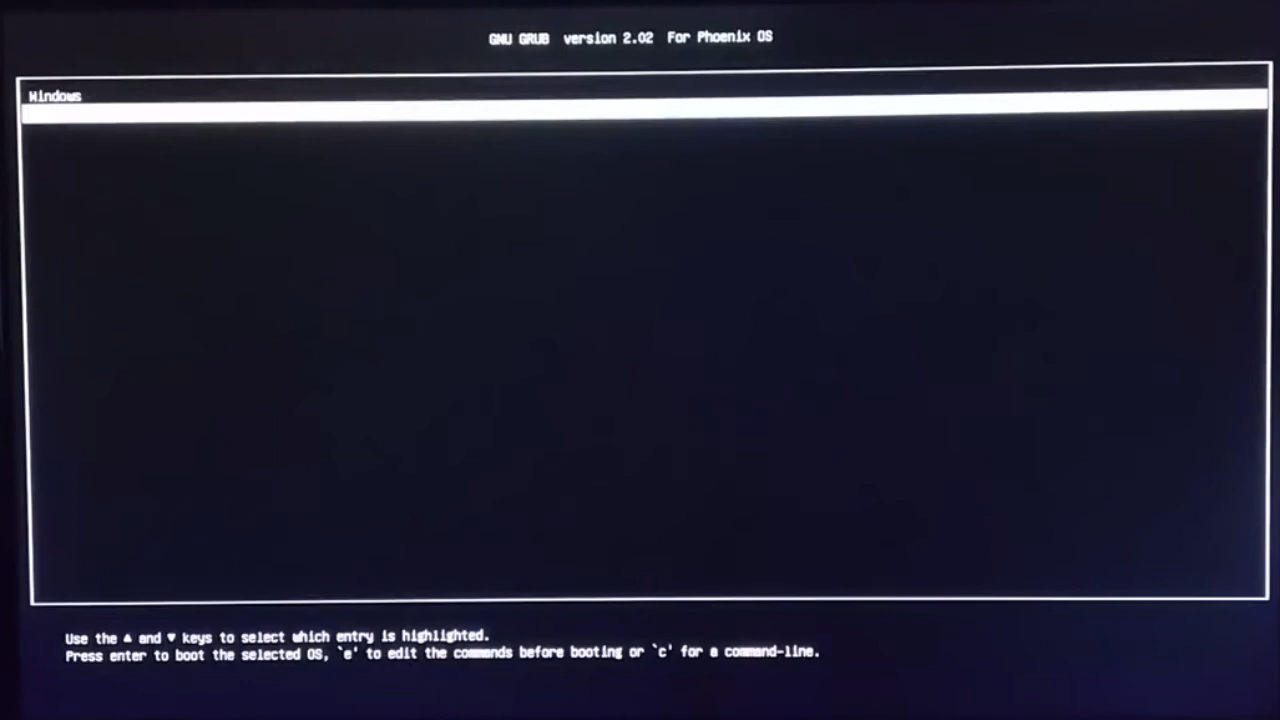 GNU GRUB version 2.02 For Phoenix OS
Windows
Use the ▲ and ▼ keys to select which entry is highlighted.
Press enter to boot the selected OS, `e' to edit the commands before booting or `c' for a command-line.